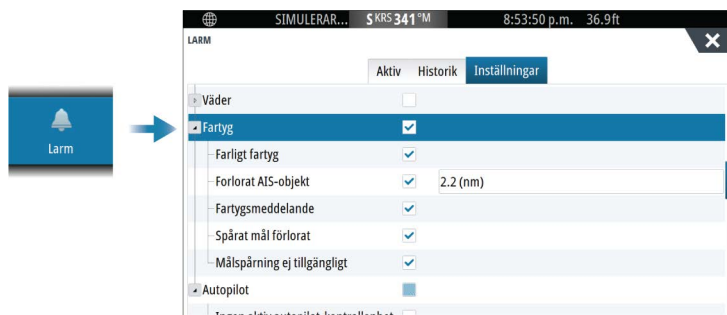 SIMULERAR... S KRS 341 °M 8:53:50 p.m. 36.9ft
LARM
Aktiv Historik Inställningar
Väder
Fartyg
Larm
Farligt fartyg
Forlorat AIS-objekt 2.2 (nm)
Fartygsmeddelande
Spårat mål förlorat
Målspårning ej tillgängligt
Autopilot